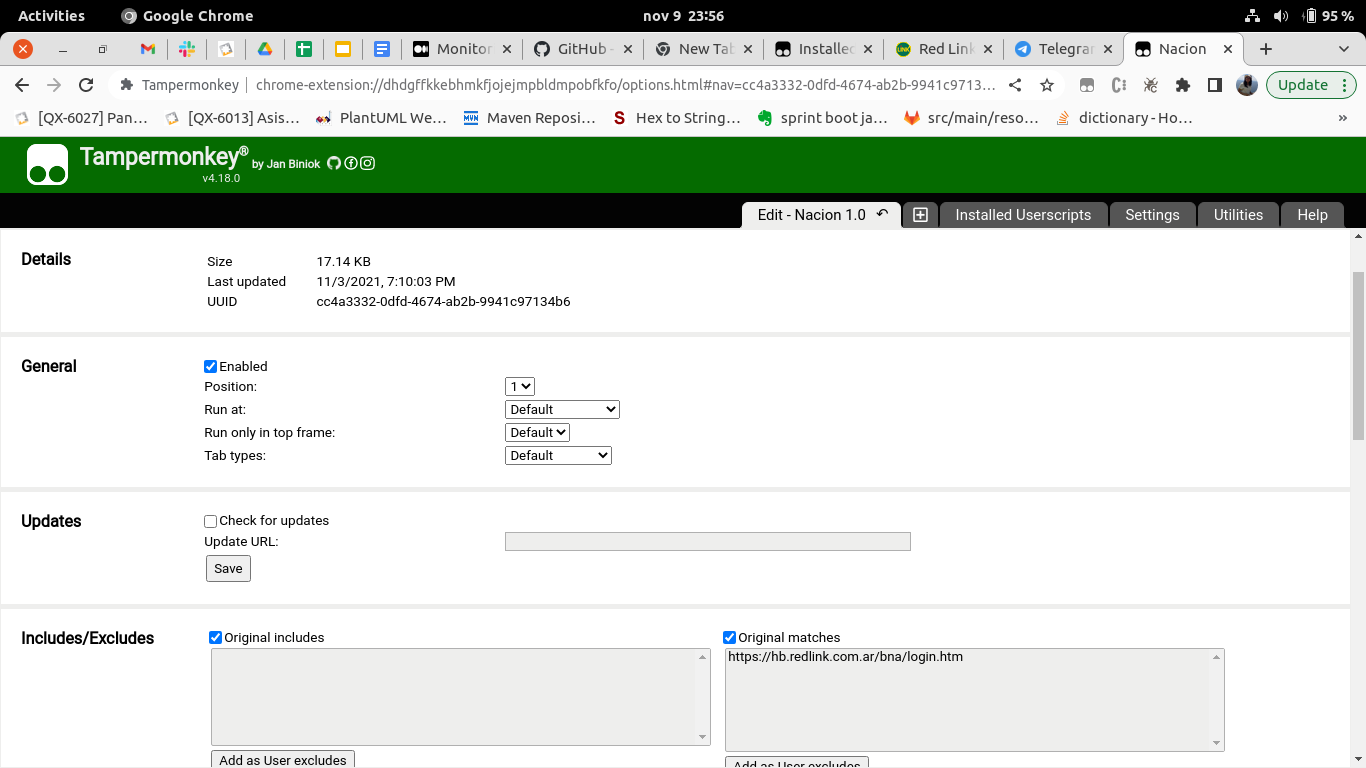 Activities Google Chrome nov 9 23:56 95 %
Monitor GitHub - New Tab Installed Red Link Telegram Nacion
Tampermonkey chrome-extension://dhdgffkkebhmkfjojejmpbldmpobfkfo/options.html#nav=cc4a3332-0dfd-4674-ab2b-9941c9713… Update
[QX-6027] Pan… [QX-6013] Asis… PlantUML We… Maven Reposi… Hex to String… sprint boot ja… src/main/reso… dictionary - Ho… »
Tampermonkey® by Jan Biniok
v4.18.0
Edit - Nacion 1.0 Installed Userscripts Settings Utilities Help
Details
Size 17.14 KB
Last updated 11/3/2021, 7:10:03 PM
UUID cc4a3332-0dfd-4674-ab2b-9941c97134b6
General
Enabled
Position: 1
Run at: Default
Run only in top frame: Default
Tab types: Default
Updates
Check for updates
Update URL:
Save
Includes/Excludes
Original includes Original matches
https://hb.redlink.com.ar/bna/login.htm
Add as User excludes Add as User excludes